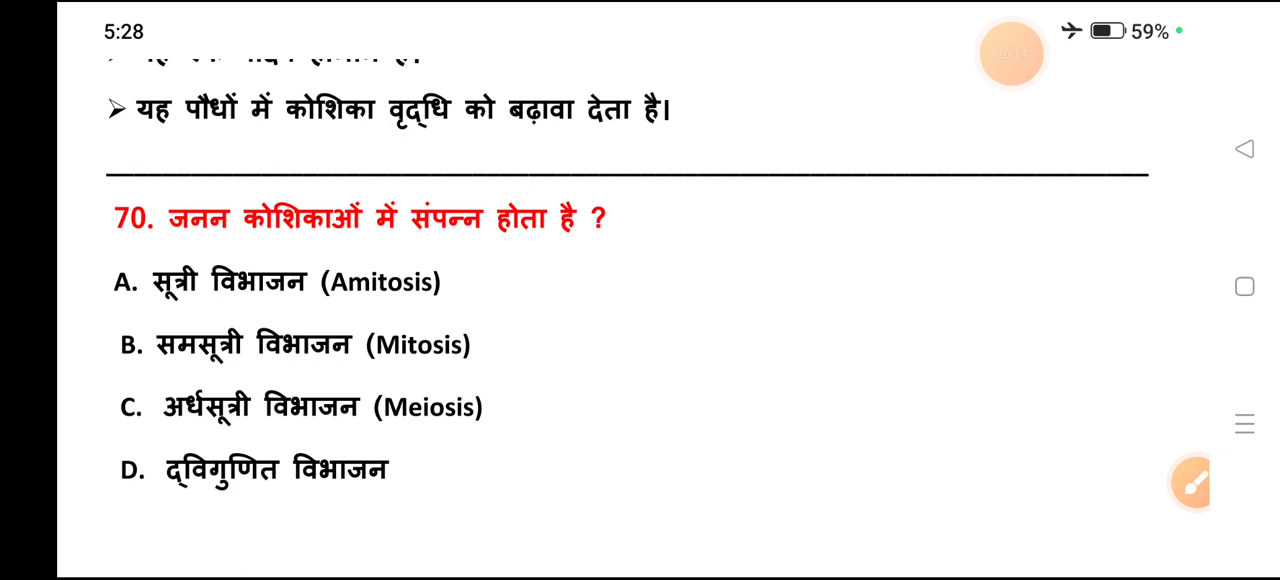 5:28
59%
➢ यह पौधों में कोशिका वृद्धि को बढ़ावा देता है।
70. जनन कोशिकाओं में संपन्न होता है ?
A. सूत्री विभाजन (Amitosis)
B. समसूत्री विभाजन (Mitosis)
C. अर्धसूत्री विभाजन (Meiosis)
D. द्विगुणित विभाजन